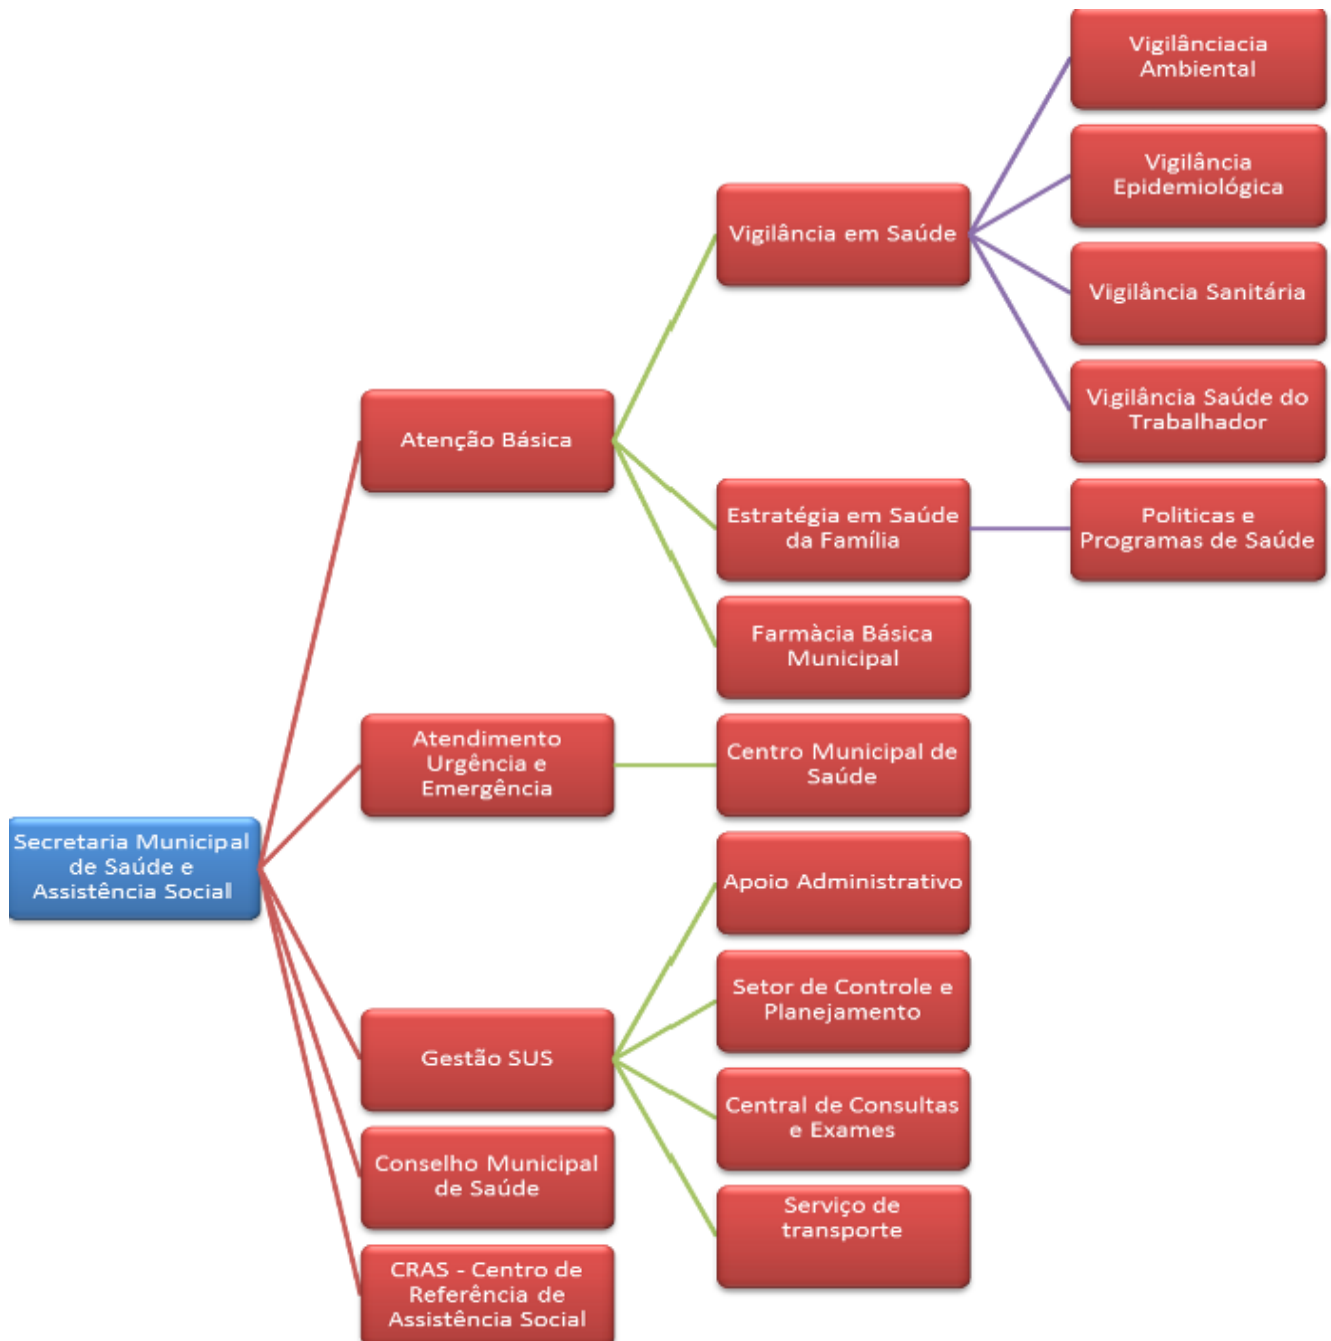 Secretaria Municipal
de Saúde e
Assistência Social
Atenção Básica
Vigilância em Saúde
Vigilânciacia
Ambiental
Vigilância
Epidemiológica
Vigilância Sanitária
Vigilância Saúde do
Trabalhador
Estratégia em Saúde
da Família
Politicas e
Programas de Saúde
Farmàcia Básica
Municipal
Atendimento
Urgência e
Emergência
Centro Municipal de
Saúde
Gestão SUS
Apoio Administrativo
Setor de Controle e
Planejamento
Central de Consultas
e Exames
Serviço de
transporte
Conselho Municipal
de Saúde
CRAS - Centro de
Referência de
Assistência Social